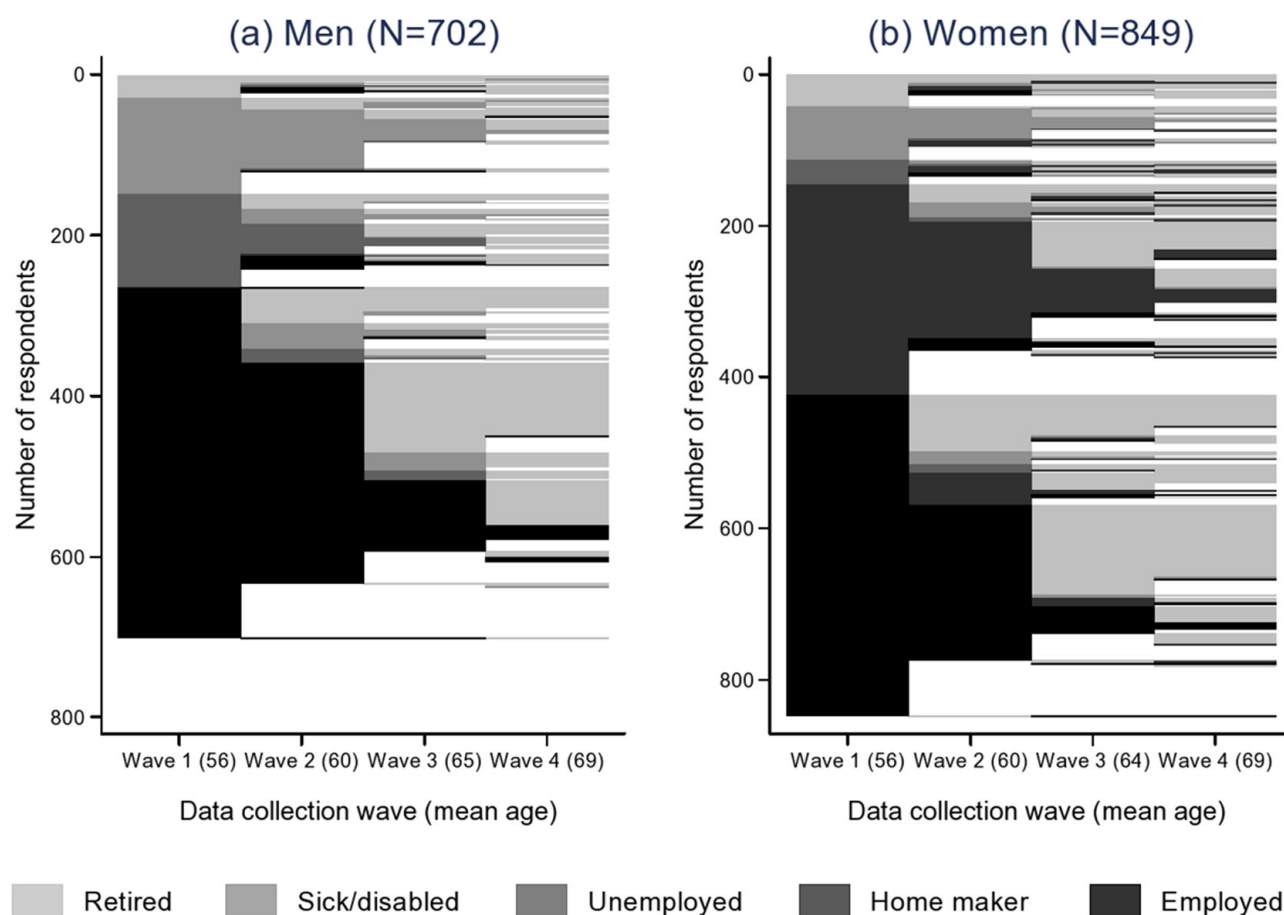 (a) Men (N=702)
(b) Women (N=849)
Number of respondents
0
200
400
600
800
Wave 1 (56) Wave 2 (60) Wave 3 (65) Wave 4 (69)
Data collection wave (mean age)
Number of respondents
0
200
400
600
800
Wave 1 (56) Wave 2 (60) Wave 3 (64) Wave 4 (69)
Data collection wave (mean age)
Retired Sick/disabled Unemployed Home maker Employed